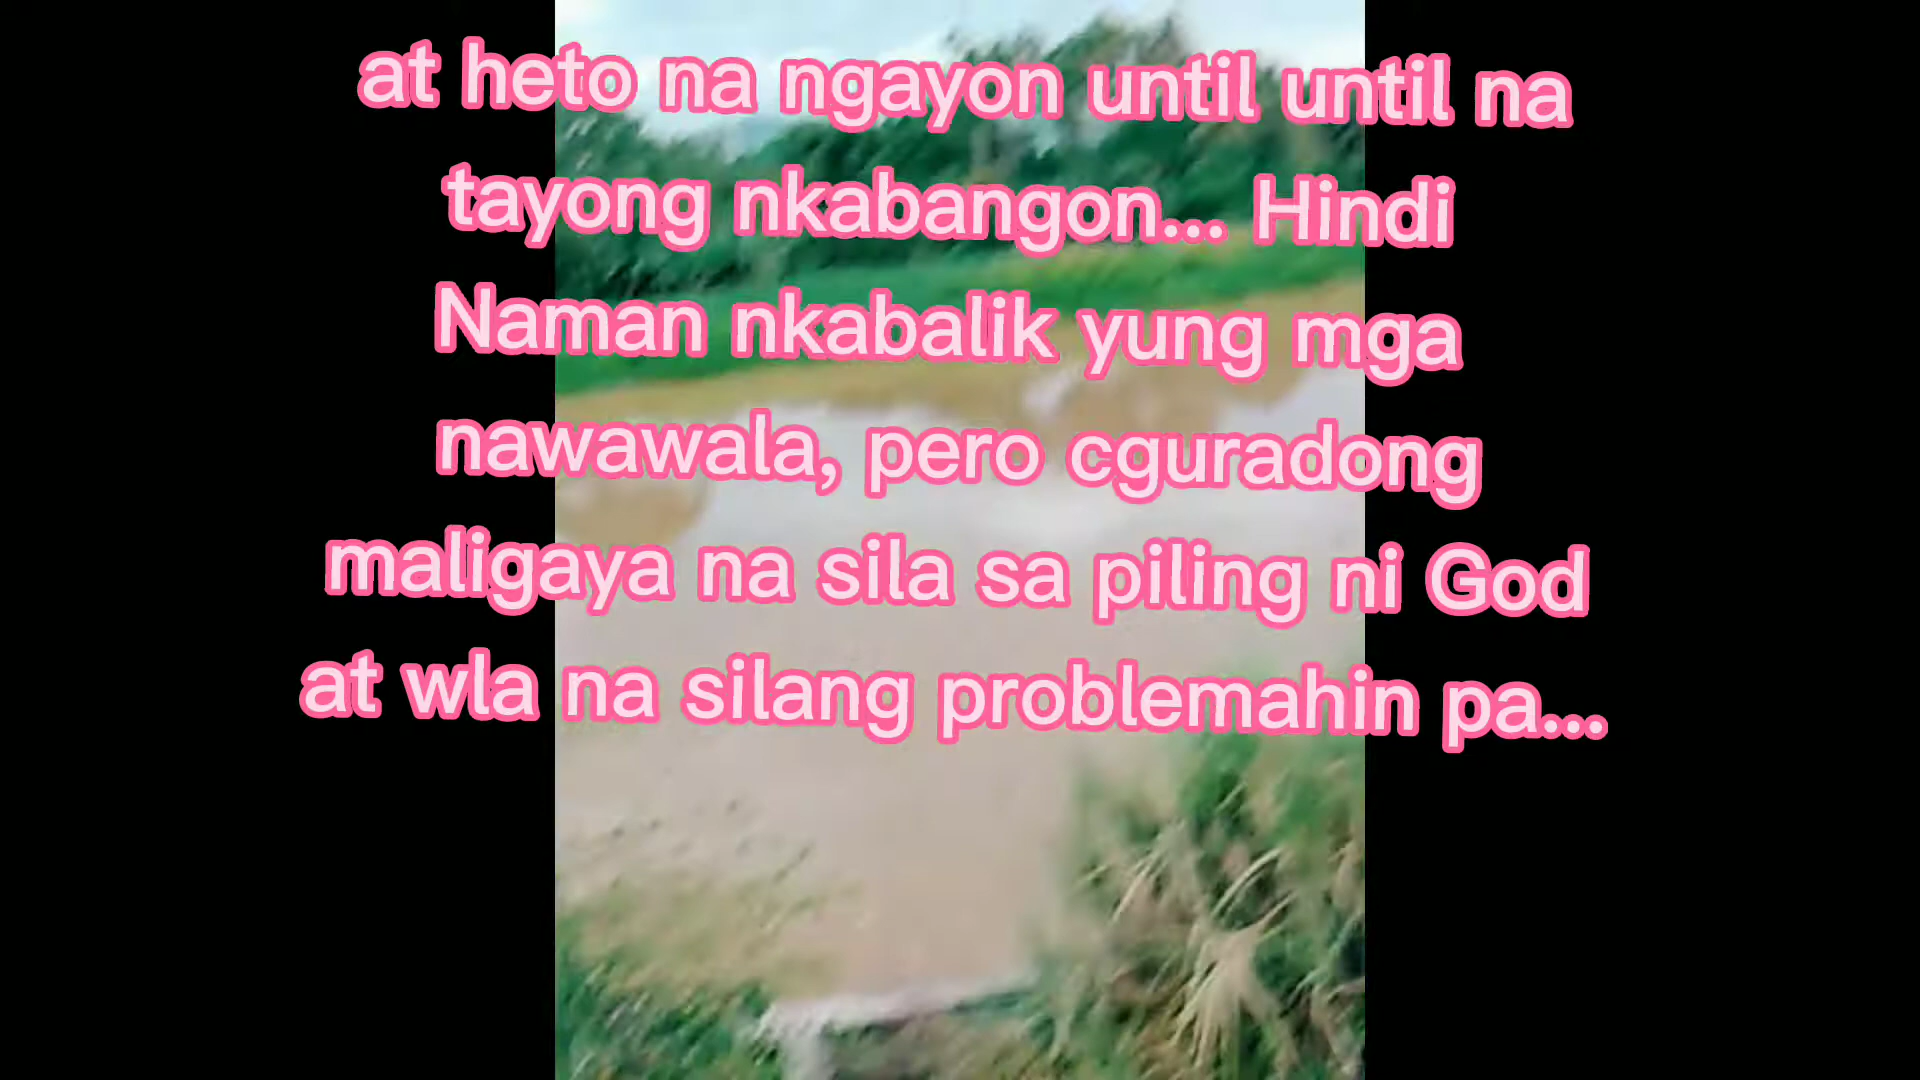 at heto na ngayon until until na
tayong nkabangon... Hindi
Naman nkabalik yung mga
nawawala, pero cguradong
maligaya na sila sa piling ni God
at wla na silang problemahin pa...